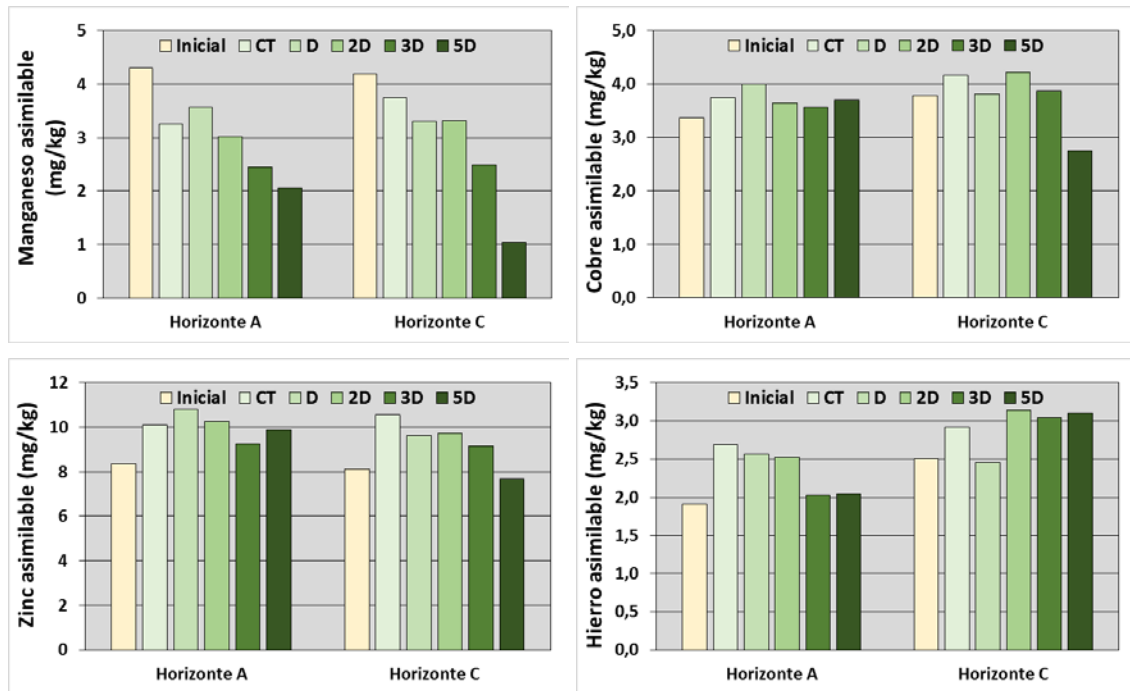 Manganeso asimilable
(mg/kg)
5
4
3
2
1
0
Inicial CT D 2D 3D 5D
Horizonte A Horizonte C
Cobre asimilable (mg/kg)
5,0
4,0
3,0
2,0
1,0
0,0
Inicial CT D 2D 3D 5D
Horizonte A Horizonte C
Zinc asimilable (mg/kg)
12
10
8
6
4
2
0
Inicial CT D 2D 3D 5D
Horizonte A Horizonte C
Hierro asimilable (mg/kg)
3,5
3,0
2,5
2,0
1,5
1,0
0,5
0,0
Inicial CT D 2D 3D 5D
Horizonte A Horizonte C